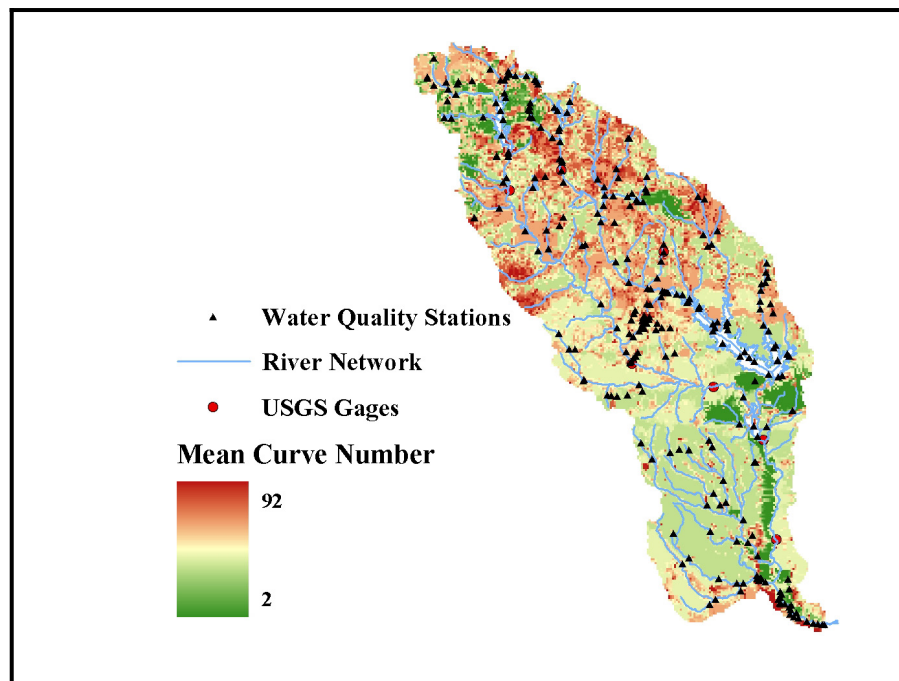 Water Quality Stations
River Network
USGS Gages
Mean Curve Number
92
2